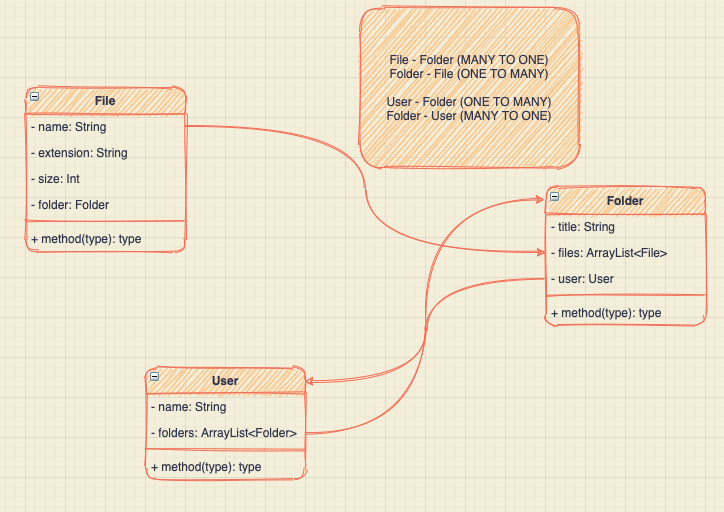 File - Folder (MANY TO ONE)
Folder - File (ONE TO MANY)
User - Folder (ONE TO MANY)
Folder - User (MANY TO ONE)
File
- name: String
- extension: String
- size: Int
- folder: Folder
+ method(type): type
Folder
- title: String
- files: ArrayList<File>
- user: User
+ method(type): type
User
- name: String
- folders: ArrayList<Folder>
+ method(type): type